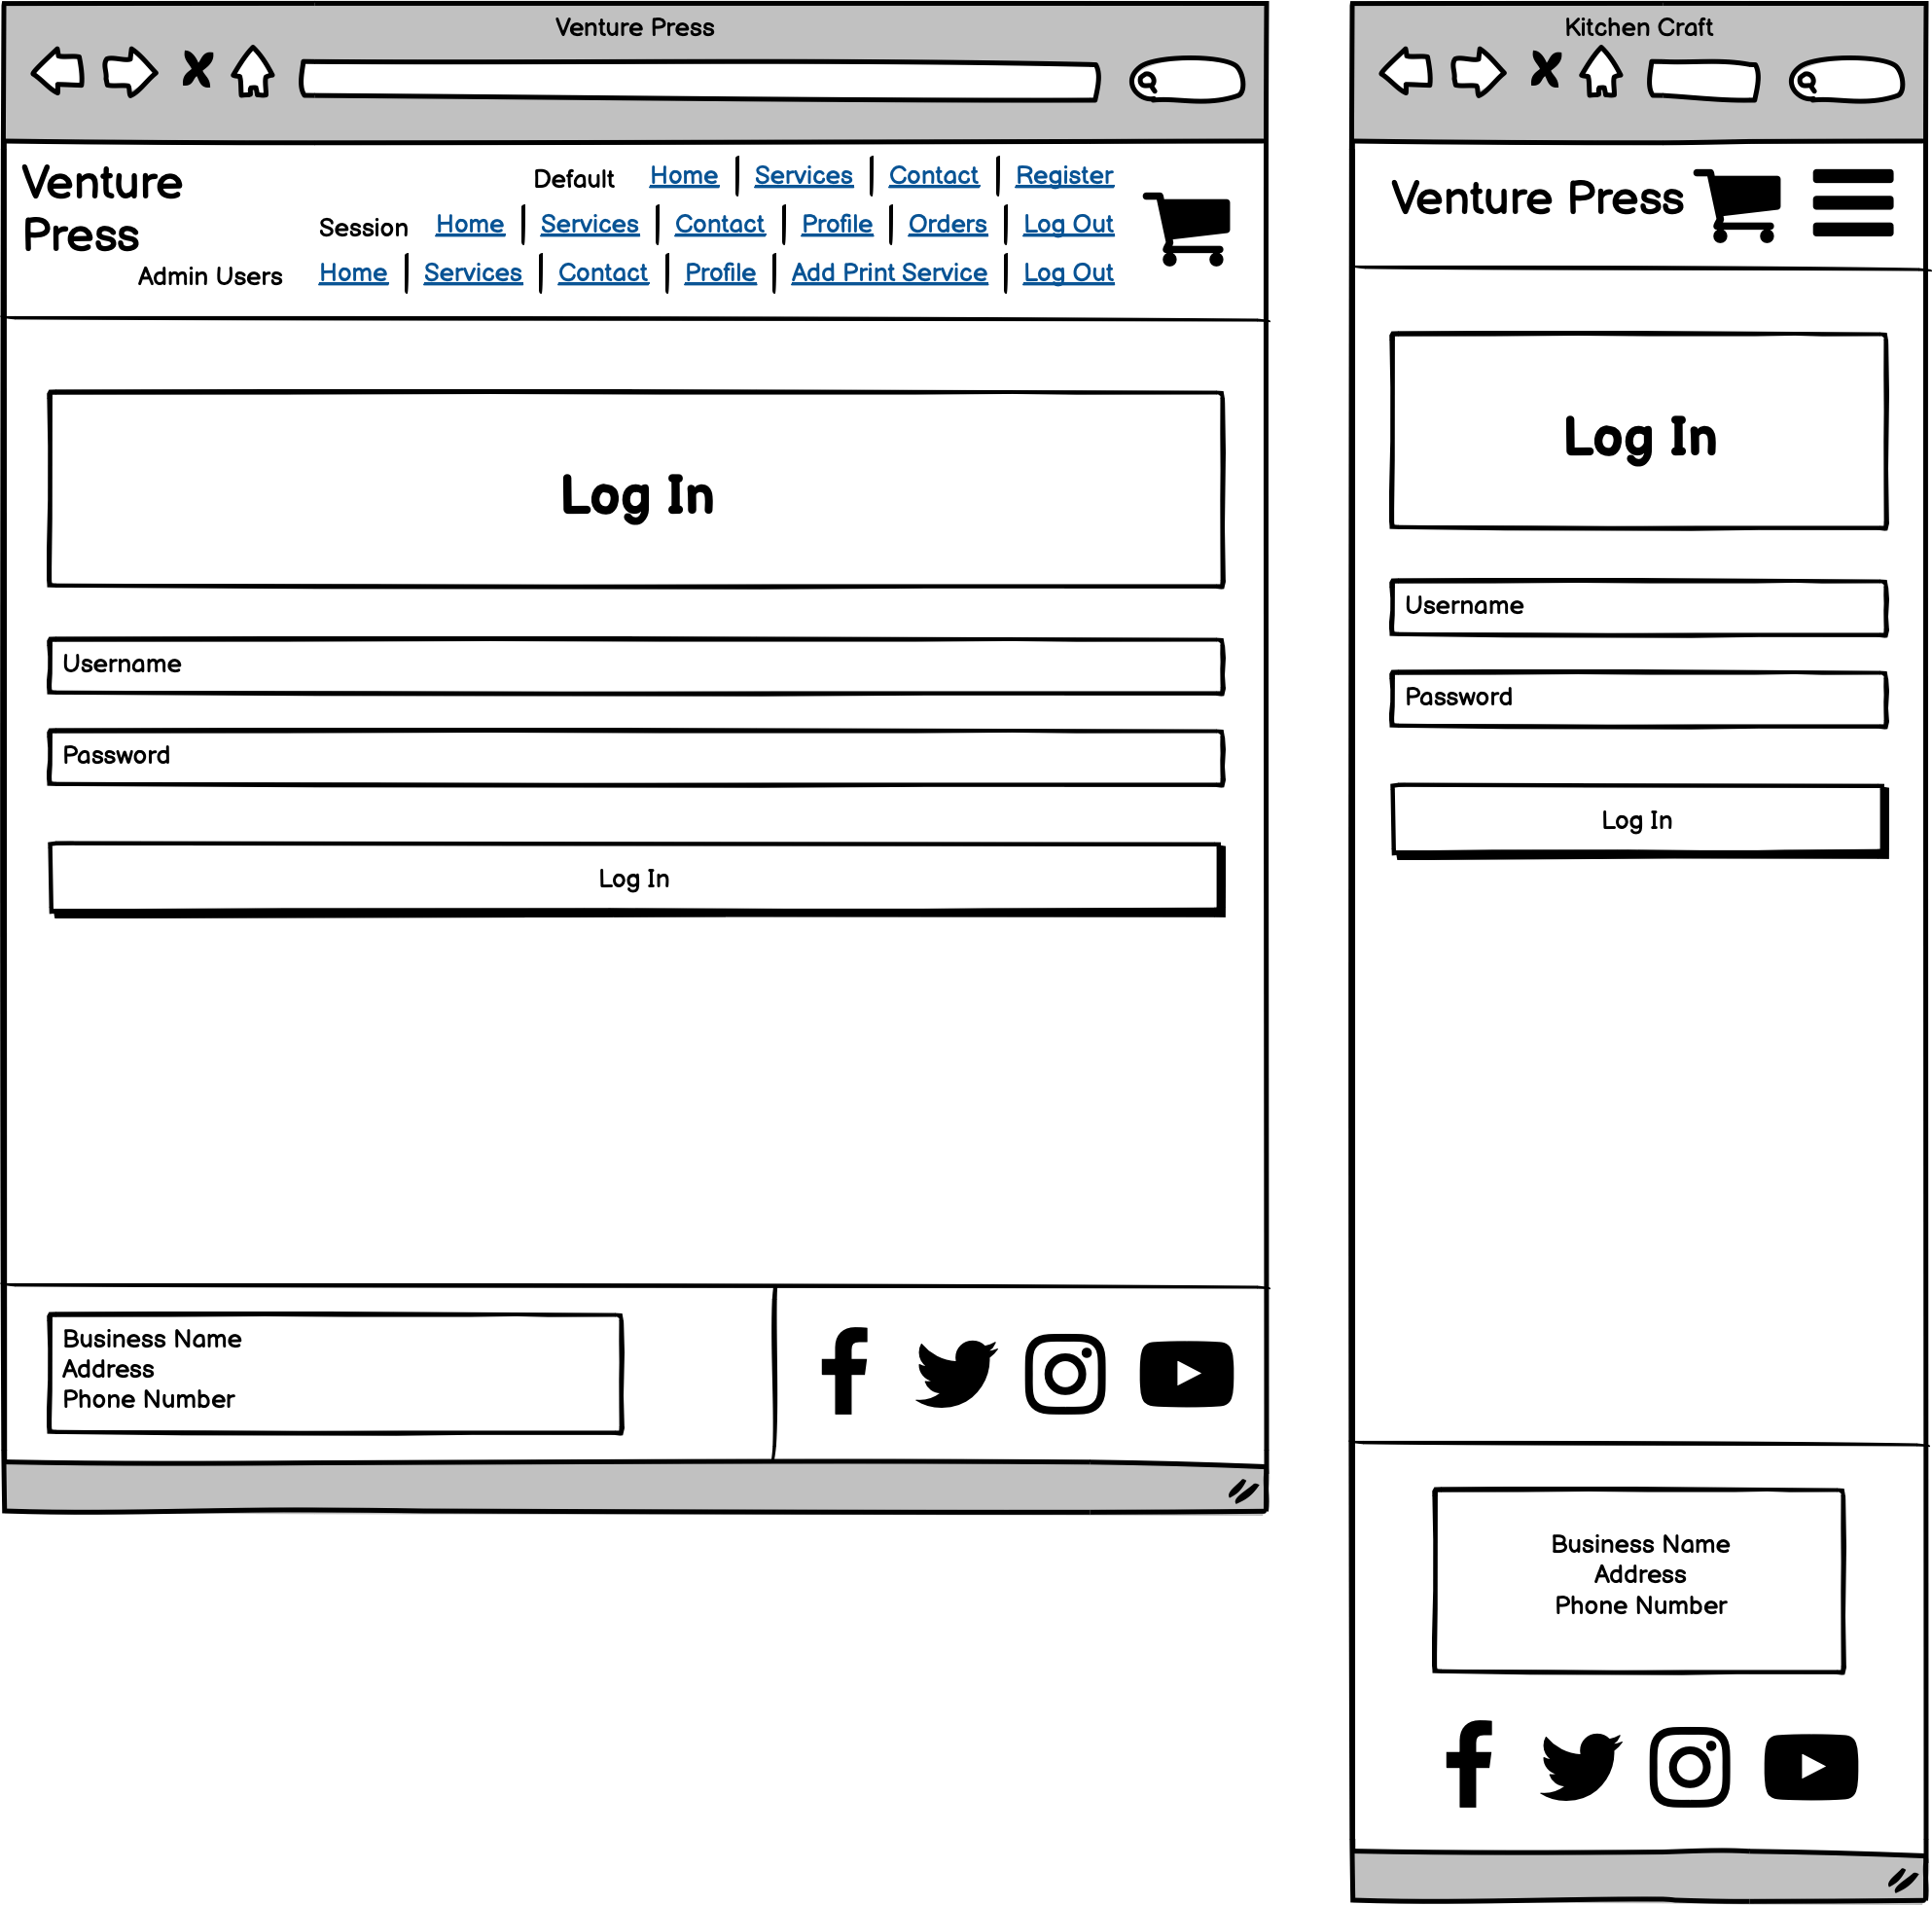 Venture Press
Venture
Press
Default Home Services Contact Register
Session Home Services Contact Profile Orders Log Out
Admin Users Home Services Contact Profile Add Print Service Log Out
Log In
Username
Password
Log In
Business Name
Address
Phone Number
Kitchen Craft
Venture Press
Log In
Username
Password
Log In
Business Name
Address
Phone Number